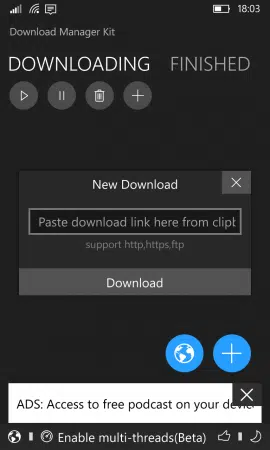 18:03
Download Manager Kit
DOWNLOADING FINISHED
New Download
Paste download link here from clipb
support http,https,ftp
Download
ADS: Access to free podcast on your device
Enable multi-threads(Beta)